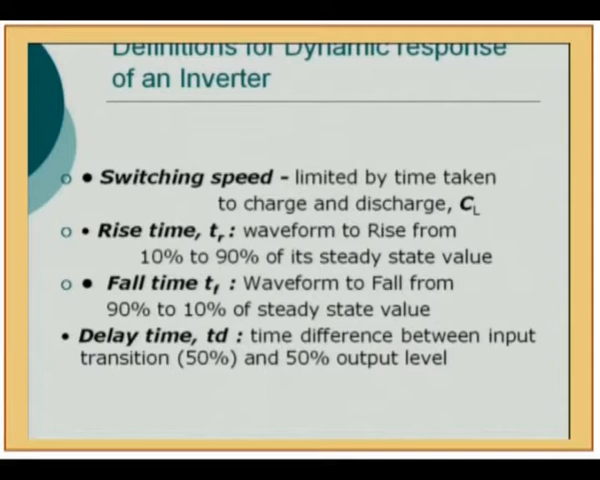 Definitions for Dynamic response
of an Inverter
○ • Switching speed - limited by time taken
to charge and discharge, CL
○ • Rise time, tr : waveform to Rise from
10% to 90% of its steady state value
○ • Fall time tf : Waveform to Fall from
90% to 10% of steady state value
• Delay time, td : time difference between input
transition (50%) and 50% output level